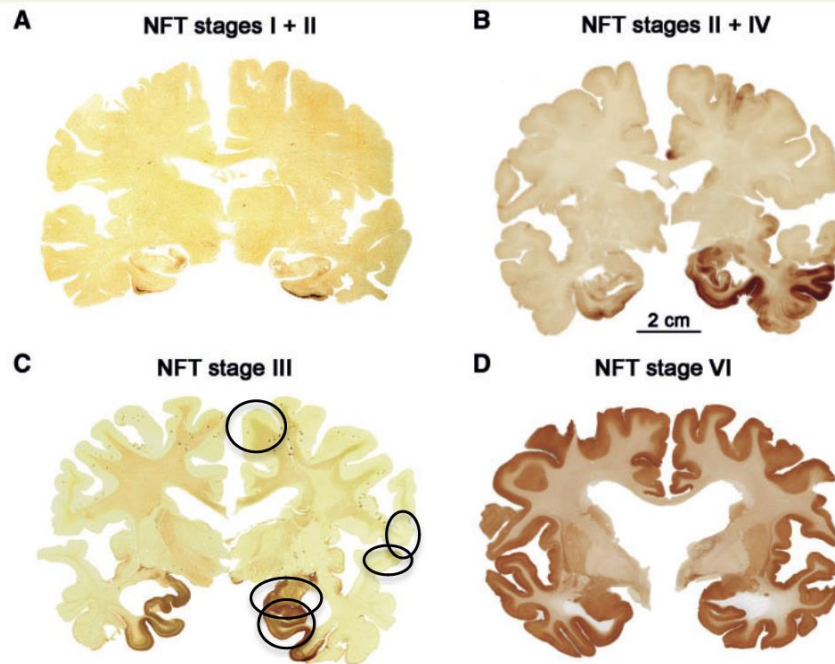 A
NFT stages I + II
B
NFT stages II + IV
2 cm
C
NFT stage III
D
NFT stage VI